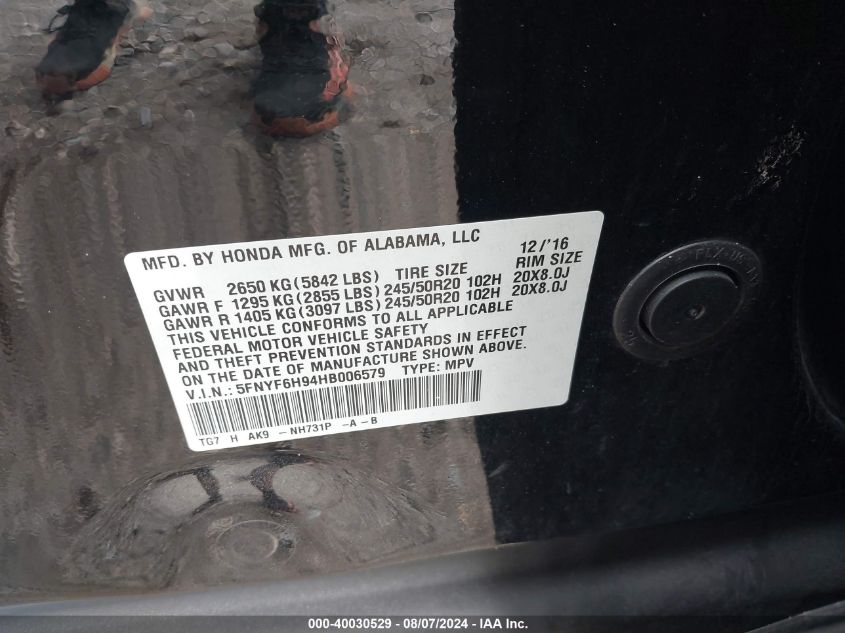 MFD. BY HONDA MFG. OF ALABAMA, LLC 12/'16
GVWR 2650 KG(5842 LBS) TIRE SIZE RIM SIZE
GAWR F 1295 KG(2855 LBS)245/50R20 102H 20X8.0J
GAWR R 1405 KG(3097 LBS)245/50R20 102H 20X8.0J
THIS VEHICLE CONFORMS TO ALL APPLICABLE
FEDERAL MOTOR VEHICLE SAFETY
AND THEFT PREVENTION STANDARDS IN EFFECT
ON THE DATE OF MANUFACTURE SHOWN ABOVE.
V.I.N.: 5FNYF6H94HB006579 TYPE: MPV
TG7 H AK9 -NH731P -A-B
000-40030529 - 08/07/2024 - IAA Inc.